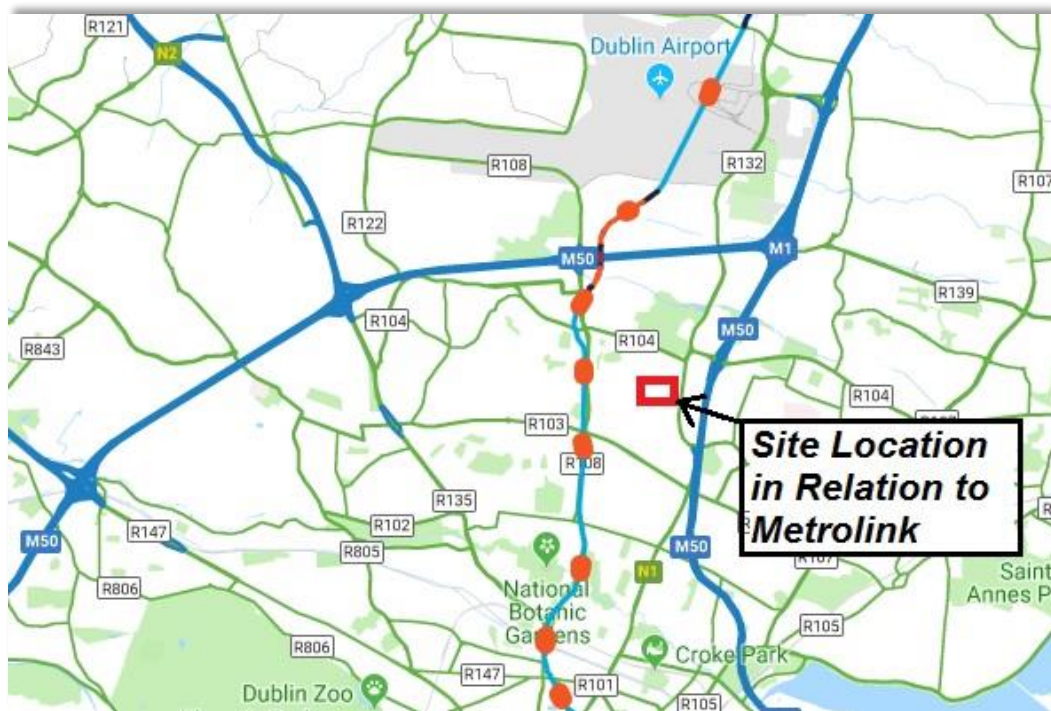 R121
N2
Dublin Airport
R108
R132
R107
R122
M50
M1
R139
R104
R104
M50
R843
R104
R103
Site Location
in Relation to
Metrolink
R108
R135
R147
R102
M50
R805
M50
N1
R107
R806
National
Botanic
Gardens
Saint
Annes P
R105
R806
Croke Park
R147
R101
Dublin Zoo
R105